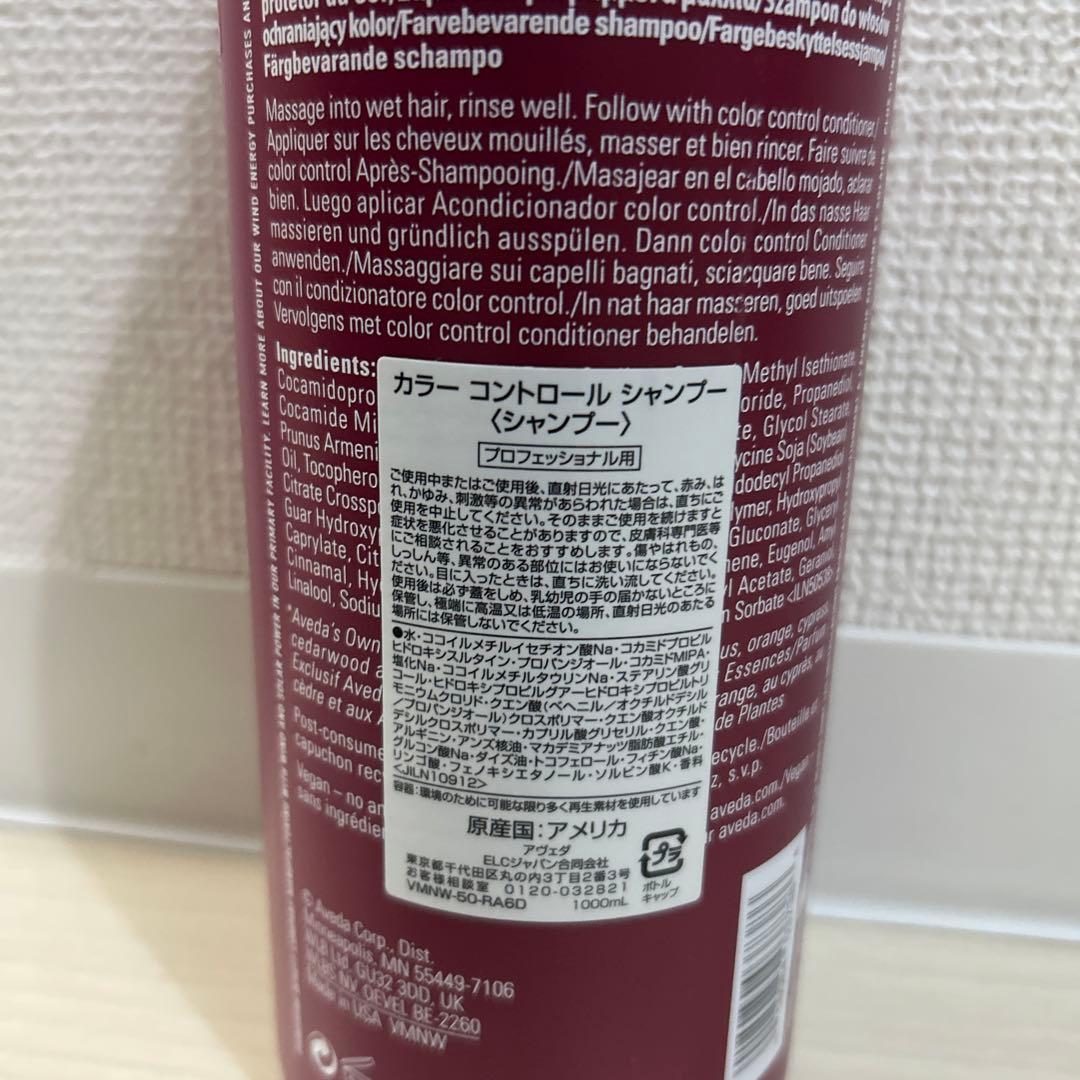 ochraniający kolor/Farvebevarende shampoo/Fargebeskyttelsessjampo/
Färgbevarande schampo
Massage into wet hair, rinse well. Follow with color control conditioner./
Appliquer sur les cheveux mouillés, masser et bien rincer. Faire suivre de
color control Après-Shampooing./Masajear en el cabello mojado, aclarar
bien. Luego aplicar Acondicionador color control./In das nasse Haar
massieren und gründlich ausspülen. Dann color control Conditioner
anwenden./Massaggiare sui capelli bagnati, sciacquare bene. Seguire
con il condizionatore color control./In nat haar masseren, goed uitspoelen.
Vervolgens met color control conditioner behandelen.
Ingredients:
Methyl Isethionate,
Cocamidopro
oride, Propanediol,
Cocamide Mi
te, Glycol Stearate,
Prunus Armeni
ycine Soja (Soybean)
Oil, Tocophero
dodecyl Propanediol
Citrate Crossp
ymer, Hydroxypropyl
Guar Hydroxy
Gluconate, Glyceryl
Caprylate, Cit
ene, Eugenol, Amyl
Cinnamal, Hy
yl Acetate, Geraniol,
Linalool, Sodiu
n Sorbate <ILN50536>
*Aveda's Own
us, orange, cypress
cedarwood a
Essences/Parfum
Exclusif Aved
range, au cyprès, au
cèdre et aux
de Plantes
Post-consume
ecycle./Bouteille et
capuchon rec
z, s.v.p.
Vegan – no an
aveda.com./Vegan
sans ingrédie
r aveda.com.
カラー コントロール シャンプー
〈シャンプー〉
プロフェッショナル用
ご使用中またはご使用後、直射日光にあたって、赤み、は
れ、かゆみ、刺激等の異常があらわれた場合は、直ちにご
使用を中止してください。そのままご使用を続けますと
症状を悪化させることがありますので、皮膚科専門医等
にご相談されることをおすすめします。傷やはれもの、
しっしん等、異常のある部位にはお使いにならないでく
ださい。目に入ったときは、直ちに洗い流してください。
使用後は必ず蓋をしめ、乳幼児の手の届かないところに
保管し、極端に高温又は低温の場所、直射日光のあたる
場所には保管しないでください。
●水・ココイルメチルイセチオン酸Na・コカミドプロピル
ヒドロキシスルタイン・プロパンジオール・コカミドMIPA・
塩化Na・ココイルメチルタウリンNa・ステアリン酸グリ
コール・ヒドロキシプロピルグアーヒドロキシプロピルトリ
モニウムクロリド・クエン酸(ベヘニル/オクチルドデシル
/プロパンジオール)クロスポリマー・クエン酸オクチルド
デシルクロスポリマー・カプリル酸グリセリル・クエン酸・
アルギニン・アンズ核油・マカデミアナッツ脂肪酸エチル・
グルコン酸Na・ダイズ油・トコフェロール・フィチン酸Na・
リンゴ酸・フェノキシエタノール・ソルビン酸K・香料
<JILN10912>
容器:環境のために可能な限り多く再生素材を使用しています
原産国:アメリカ
アヴェダ
ELCジャパン合同会社
東京都千代田区丸の内3丁目2番3号
お客様相談室 0120-032821
VMNW-50-RA6D 1000mL
プラ
ボトル
キャップ
© Aveda Corp., Dist.
Minneapolis, MN 55449-7106
AVLB Ltd, GU32 3DD, UK
OEVEL BE-2260
Made in USA VMNW
LEARN MORE ABOUT OUR WIND ENERGY PURCHASES AN